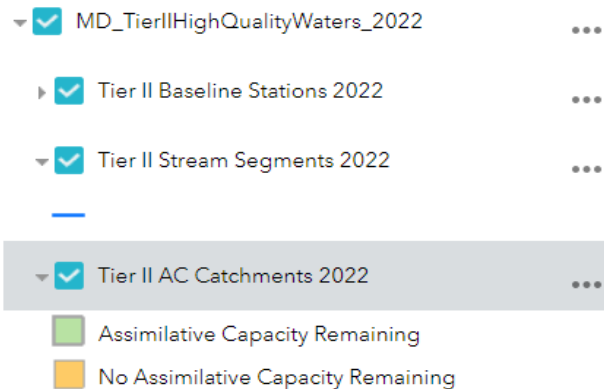 MD_TierIIHighQualityWaters_2022
Tier II Baseline Stations 2022
Tier II Stream Segments 2022
Tier II AC Catchments 2022
Assimilative Capacity Remaining
No Assimilative Capacity Remaining